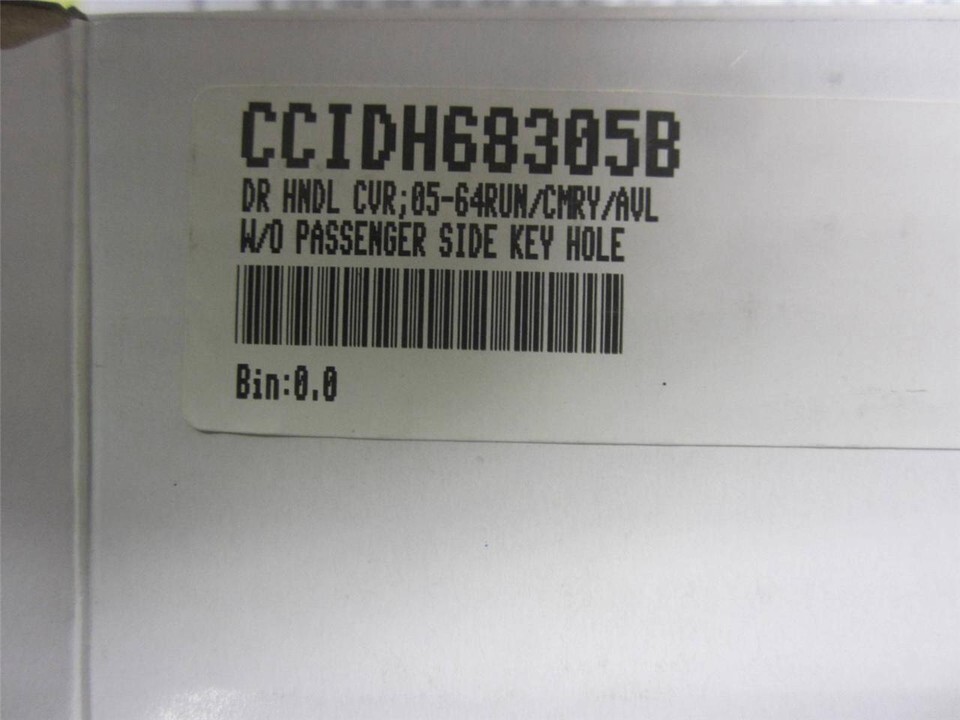 CCIDH68305B
DR HNDL CVR;05-64RUN/CMRY/AVL
W/O PASSENGER SIDE KEY HOLE
Bin:0.0